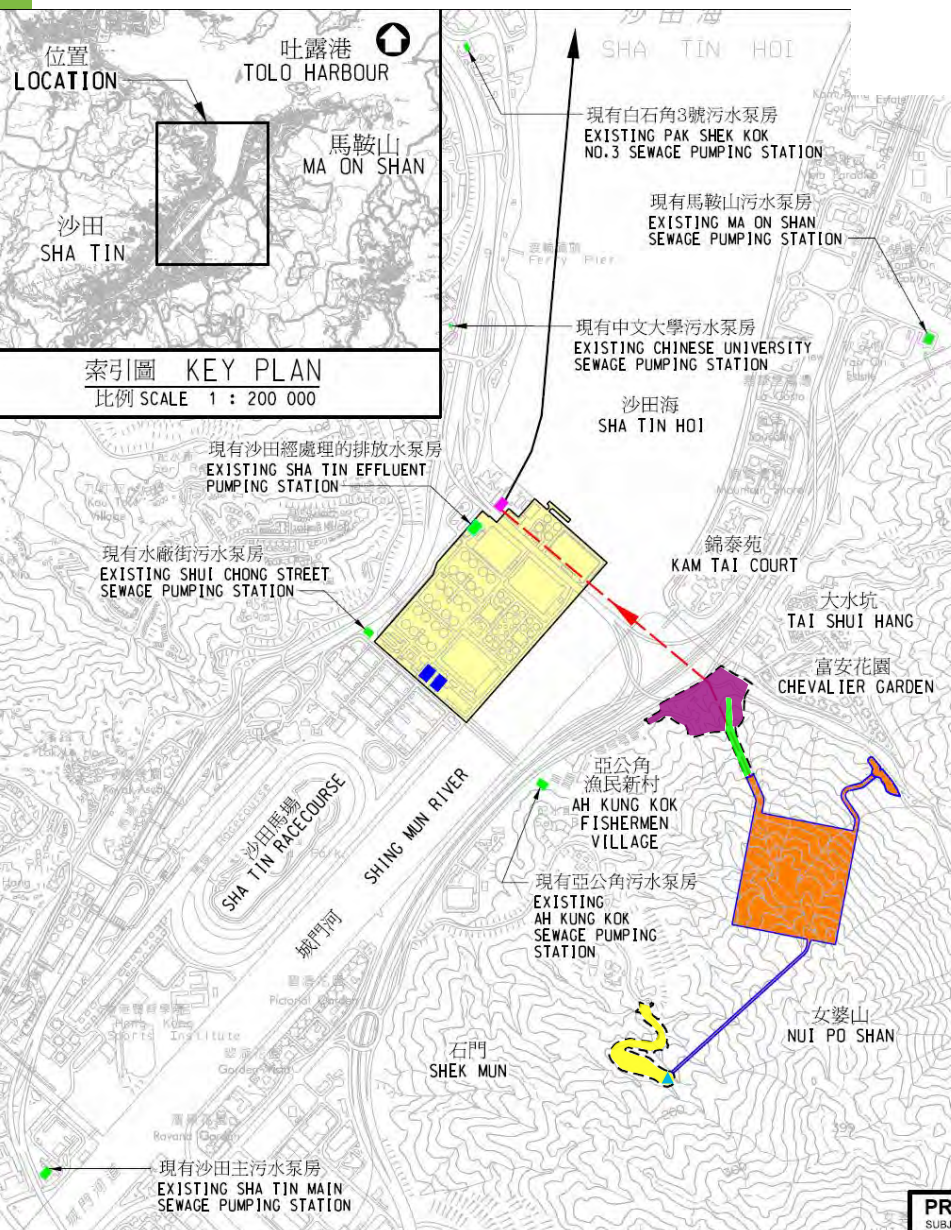 位置
LOCATION
吐露港
TOLO HARBOUR
馬鞍山
MA ON SHAN
沙田
SHA TIN
索引圖 KEY PLAN
比例 SCALE 1 : 200 000
沙田海
SHA TIN HOI
現有白石角3號污水泵房
EXISTING PAK SHEK KOK
NO.3 SEWAGE PUMPING STATION
現有馬鞍山污水泵房
EXISTING MA ON SHAN
SEWAGE PUMPING STATION
Ferry Pier
現有中文大學污水泵房
EXISTING CHINESE UNIVERSITY
SEWAGE PUMPING STATION
沙田海
SHA TIN HOI
現有沙田經處理的排放水泵房
EXISTING SHA TIN EFFLUENT
PUMPING STATION
錦泰苑
KAM TAI COURT
現有水廠街污水泵房
EXISTING SHUI CHONG STREET
SEWAGE PUMPING STATION
大水坑
TAI SHUI HANG
富安花園
CHEVALIER GARDEN
亞公角
漁民新村
AH KUNG KOK
FISHERMEN
VILLAGE
沙田馬場
SHA TIN RACECOURSE
SHING MUN RIVER
城門河
現有亞公角污水泵房
EXISTING
AH KUNG KOK
SEWAGE PUMPING
STATION
Pictorial Garden
Sports Institute
Garden Vista
女婆山
NUI PO SHAN
石門
SHEK MUN
Ravana Garden
現有沙田主污水泵房
EXISTING SHA TIN MAIN
SEWAGE PUMPING STATION
PR